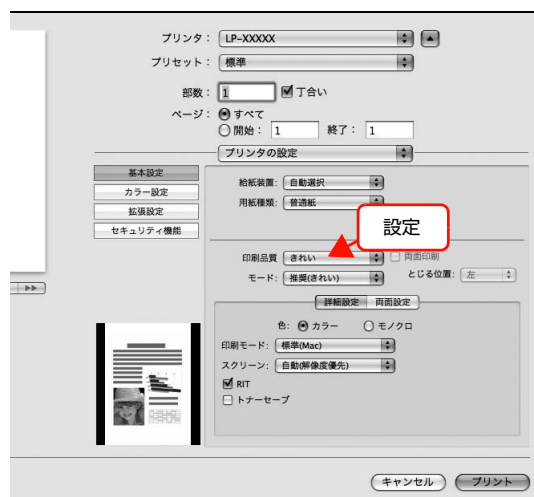 プリンタ： LP-XXXXX
プリセット： 標準
部数： 1 丁合い
ページ： すべて
開始： 1 終了： 1
プリンタの設定
基本設定
カラー設定
拡張設定
セキュリティ機能
給紙装置: 自動選択
用紙種類: 普通紙
設定
印刷品質 きれい 両面印刷
モード: 推奨(きれい) とじる位置: 左
詳細設定 両面設定
色: カラー モノクロ
印刷モード: 標準(Mac)
スクリーン: 自動(解像度優先)
RIT
トナーセーブ
キャンセル プリント